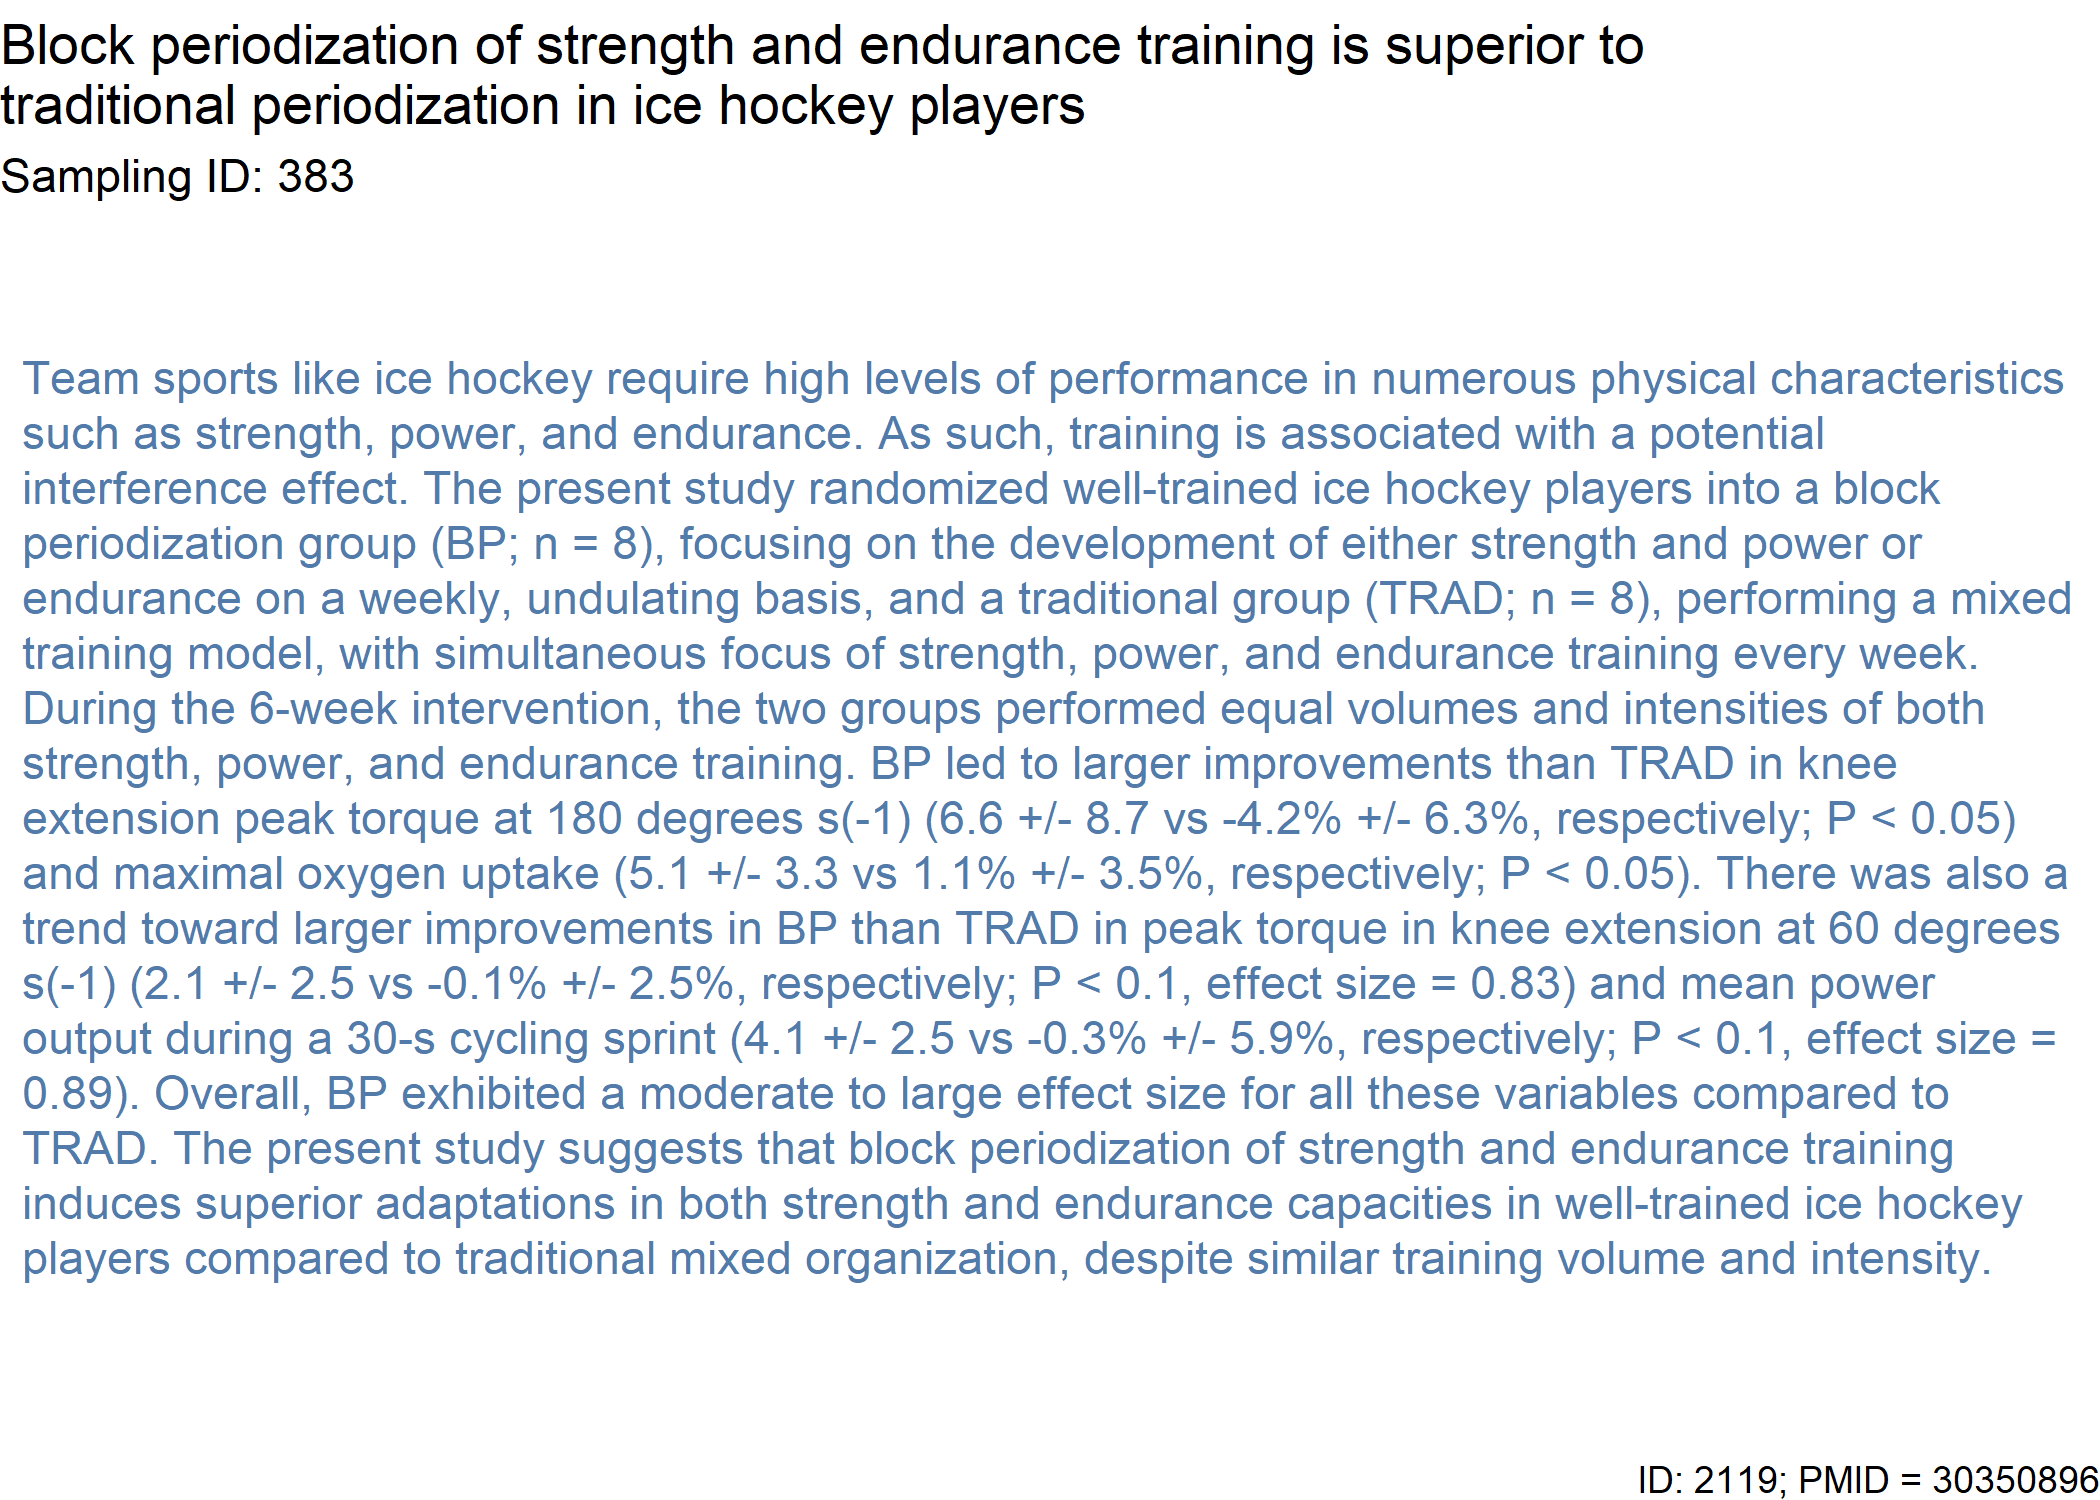 Block periodization of strength and endurance training is superior to
traditional periodization in ice hockey players
Sampling ID: 383
Team sports like ice hockey require high levels of performance in numerous physical characteristics
such as strength, power, and endurance. As such, training is associated with a potential
interference effect. The present study randomized well-trained ice hockey players into a block
periodization group (BP; n = 8), focusing on the development of either strength and power or
endurance on a weekly, undulating basis, and a traditional group (TRAD; n = 8), performing a mixed
training model, with simultaneous focus of strength, power, and endurance training every week.
During the 6-week intervention, the two groups performed equal volumes and intensities of both
strength, power, and endurance training. BP led to larger improvements than TRAD in knee
extension peak torque at 180 degrees s(-1) (6.6 +/- 8.7 vs -4.2% +/- 6.3%, respectively; P < 0.05)
and maximal oxygen uptake (5.1 +/- 3.3 vs 1.1% +/- 3.5%, respectively; P < 0.05). There was also a
trend toward larger improvements in BP than TRAD in peak torque in knee extension at 60 degrees
s(-1) (2.1 +/- 2.5 vs -0.1% +/- 2.5%, respectively; P < 0.1, effect size = 0.83) and mean power
output during a 30-s cycling sprint (4.1 +/- 2.5 vs -0.3% +/- 5.9%, respectively; P < 0.1, effect size =
0.89). Overall, BP exhibited a moderate to large effect size for all these variables compared to
TRAD. The present study suggests that block periodization of strength and endurance training
induces superior adaptations in both strength and endurance capacities in well-trained ice hockey
players compared to traditional mixed organization, despite similar training volume and intensity.
ID: 2119; PMID = 30350896